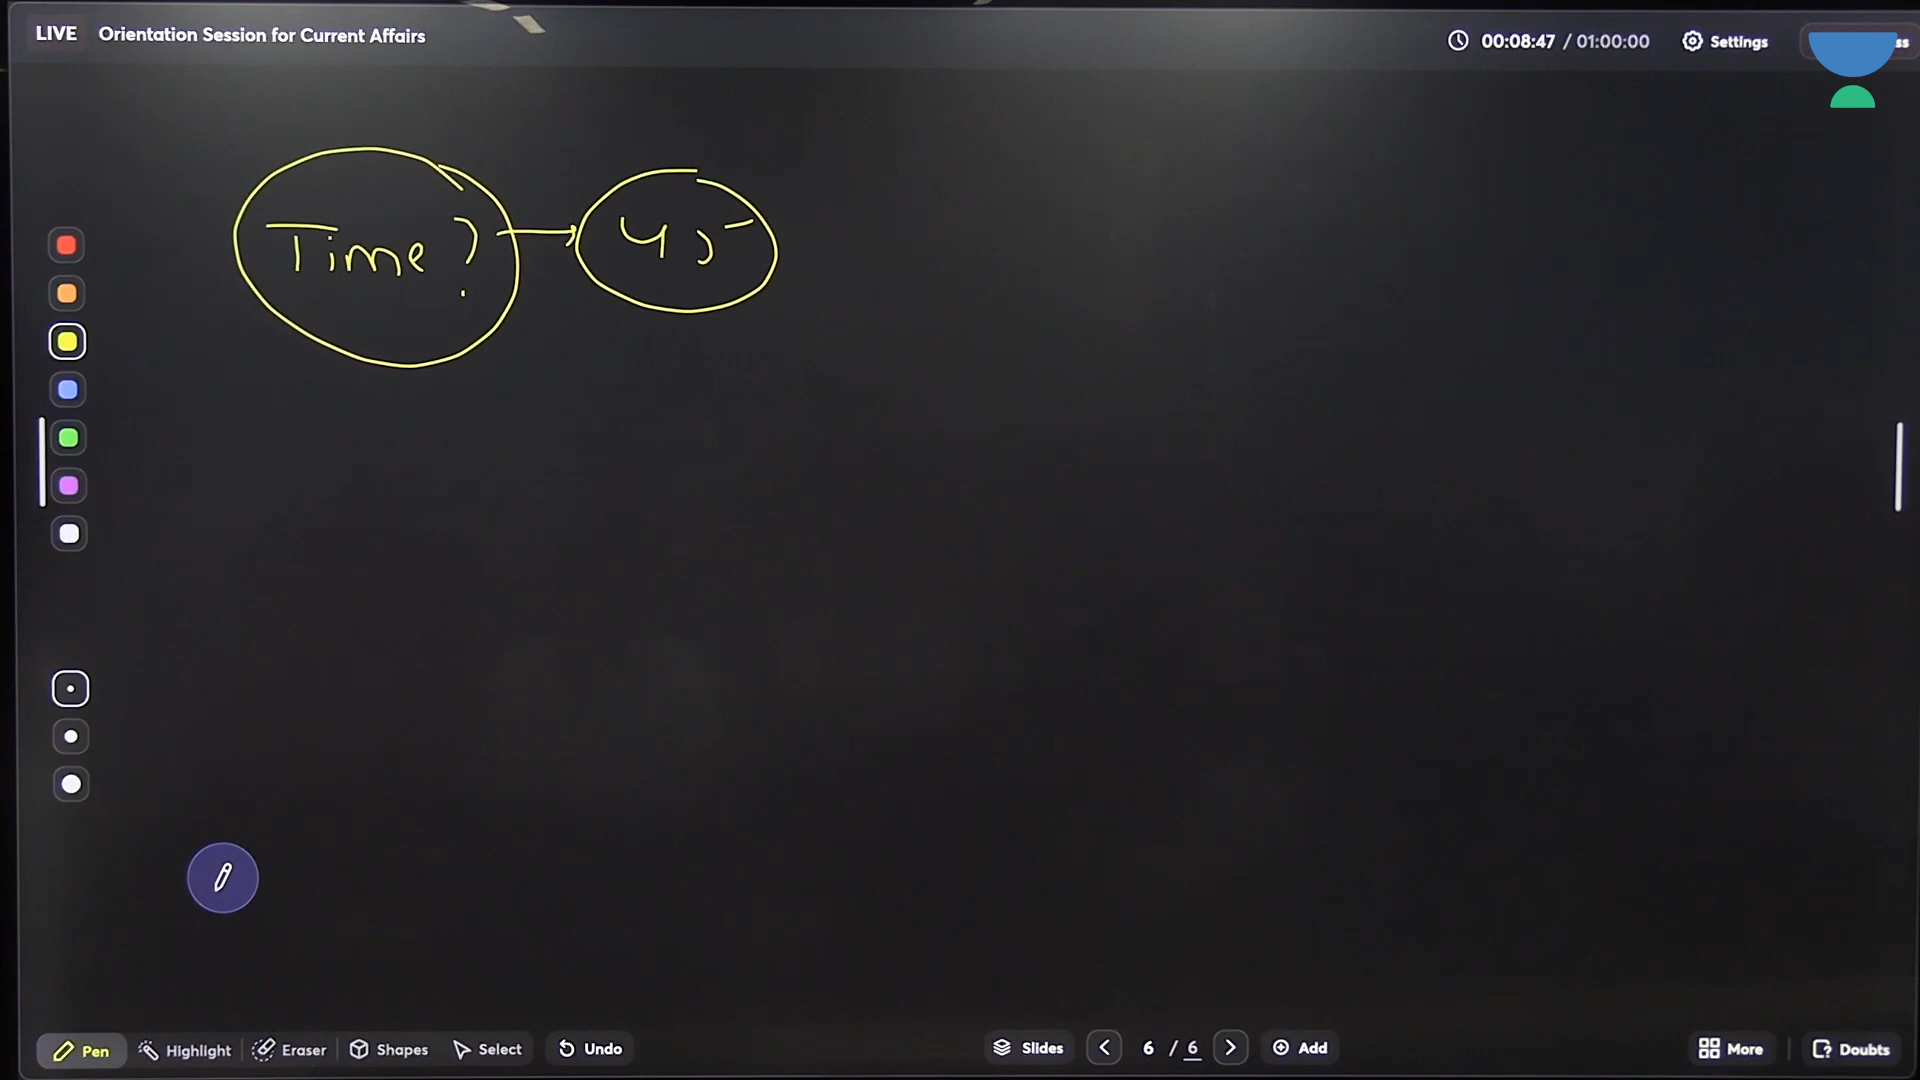 LIVE Orientation Session for Current Affairs 00:08:47 / 01:00:00 Settings ss
Time? → 45
Pen Highlight Eraser Shapes Select Undo Slides 6 / 6 Add More Doubts